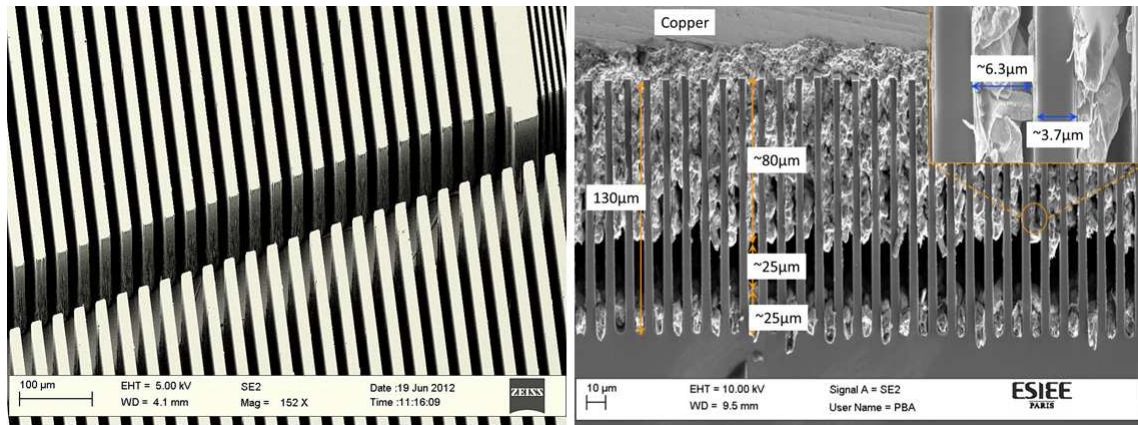 100 µm
EHT = 5.00 kV
WD = 4.1 mm
SE2
Mag = 152 X
Date :19 Jun 2012
Time :11:16:09
ZEISS
Copper
~6.3µm
~3.7µm
~80µm
130µm
~25µm
~25µm
10 µm
EHT = 10.00 kV
WD = 9.5 mm
Signal A = SE2
User Name = PBA
ESIEE
PARIS